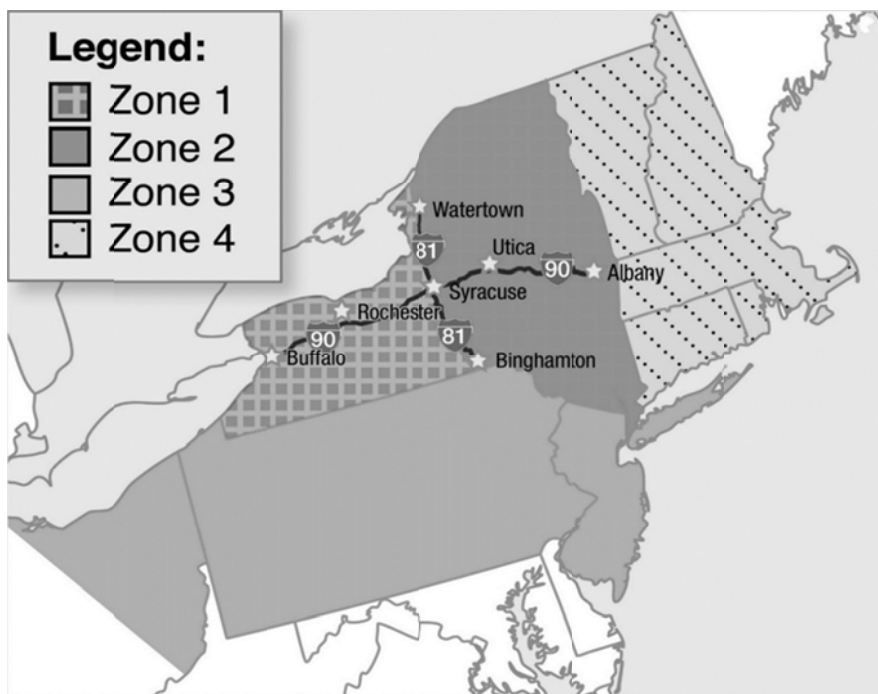 Legend:
Zone 1
Zone 2
Zone 3
Zone 4
Watertown
81
Utica
90
Albany
Syracuse
Rochester
90
81
Buffalo
Binghamton